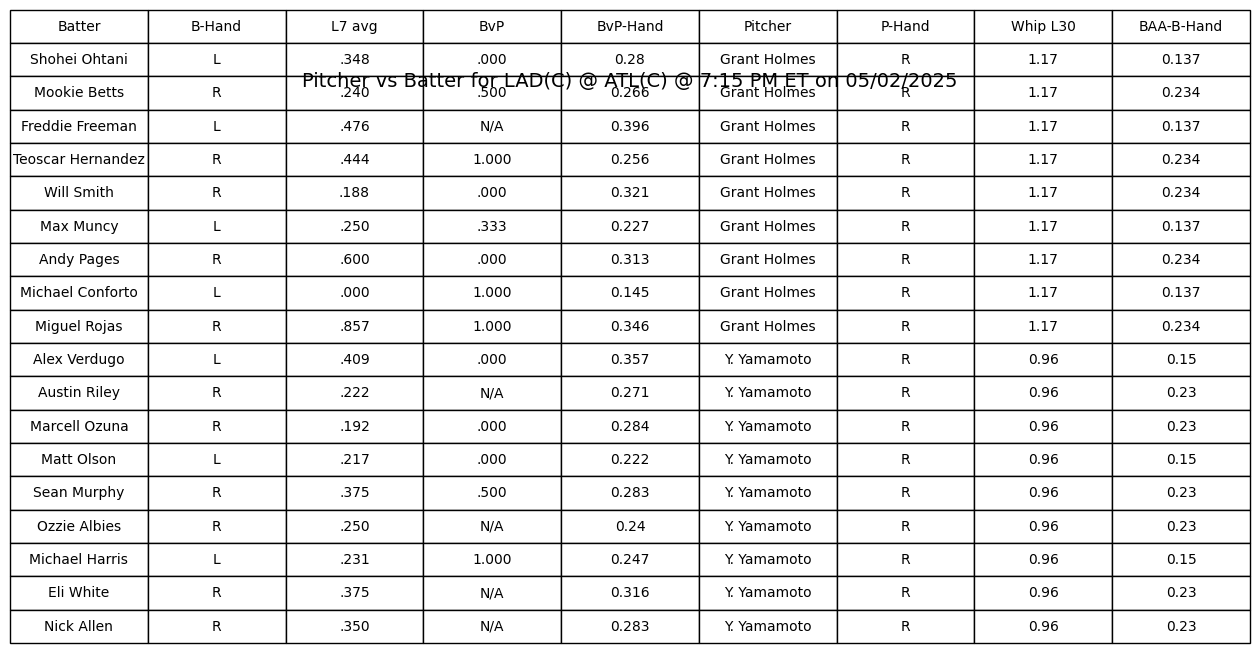 Batter B-Hand L7 avg BvP BvP-Hand Pitcher P-Hand Whip L30 BAA-B-Hand
Shohei Ohtani L .348 .000 0.28 Grant Holmes R 1.17 0.137
Pitcher vs Batter for LAD(C) @ ATL(C) @ 7:15 PM ET on 05/02/2025
Mookie Betts R .240 .500 0.266 Grant Holmes R 1.17 0.234
Freddie Freeman L .476 N/A 0.396 Grant Holmes R 1.17 0.137
Teoscar Hernandez R .444 1.000 0.256 Grant Holmes R 1.17 0.234
Will Smith R .188 .000 0.321 Grant Holmes R 1.17 0.234
Max Muncy L .250 .333 0.227 Grant Holmes R 1.17 0.137
Andy Pages R .600 .000 0.313 Grant Holmes R 1.17 0.234
Michael Conforto L .000 1.000 0.145 Grant Holmes R 1.17 0.137
Miguel Rojas R .857 1.000 0.346 Grant Holmes R 1.17 0.234
Alex Verdugo L .409 .000 0.357 Y. Yamamoto R 0.96 0.15
Austin Riley R .222 N/A 0.271 Y. Yamamoto R 0.96 0.23
Marcell Ozuna R .192 .000 0.284 Y. Yamamoto R 0.96 0.23
Matt Olson L .217 .000 0.222 Y. Yamamoto R 0.96 0.15
Sean Murphy R .375 .500 0.283 Y. Yamamoto R 0.96 0.23
Ozzie Albies R .250 N/A 0.24 Y. Yamamoto R 0.96 0.23
Michael Harris L .231 1.000 0.247 Y. Yamamoto R 0.96 0.15
Eli White R .375 N/A 0.316 Y. Yamamoto R 0.96 0.23
Nick Allen R .350 N/A 0.283 Y. Yamamoto R 0.96 0.23